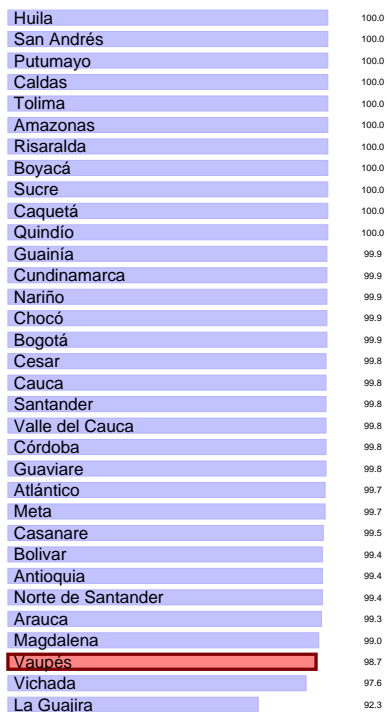 Huila 100.0
San Andrés 100.0
Putumayo 100.0
Caldas 100.0
Tolima 100.0
Amazonas 100.0
Risaralda 100.0
Boyacá 100.0
Sucre 100.0
Caquetá 100.0
Quindío 100.0
Guainía 99.9
Cundinamarca 99.9
Nariño 99.9
Chocó 99.9
Bogotá 99.9
Cesar 99.8
Cauca 99.8
Santander 99.8
Valle del Cauca 99.8
Córdoba 99.8
Guaviare 99.8
Atlántico 99.7
Meta 99.7
Casanare 99.5
Bolivar 99.4
Antioquia 99.4
Norte de Santander 99.4
Arauca 99.3
Magdalena 99.0
Vaupés 98.7
Vichada 97.6
La Guajira 92.3